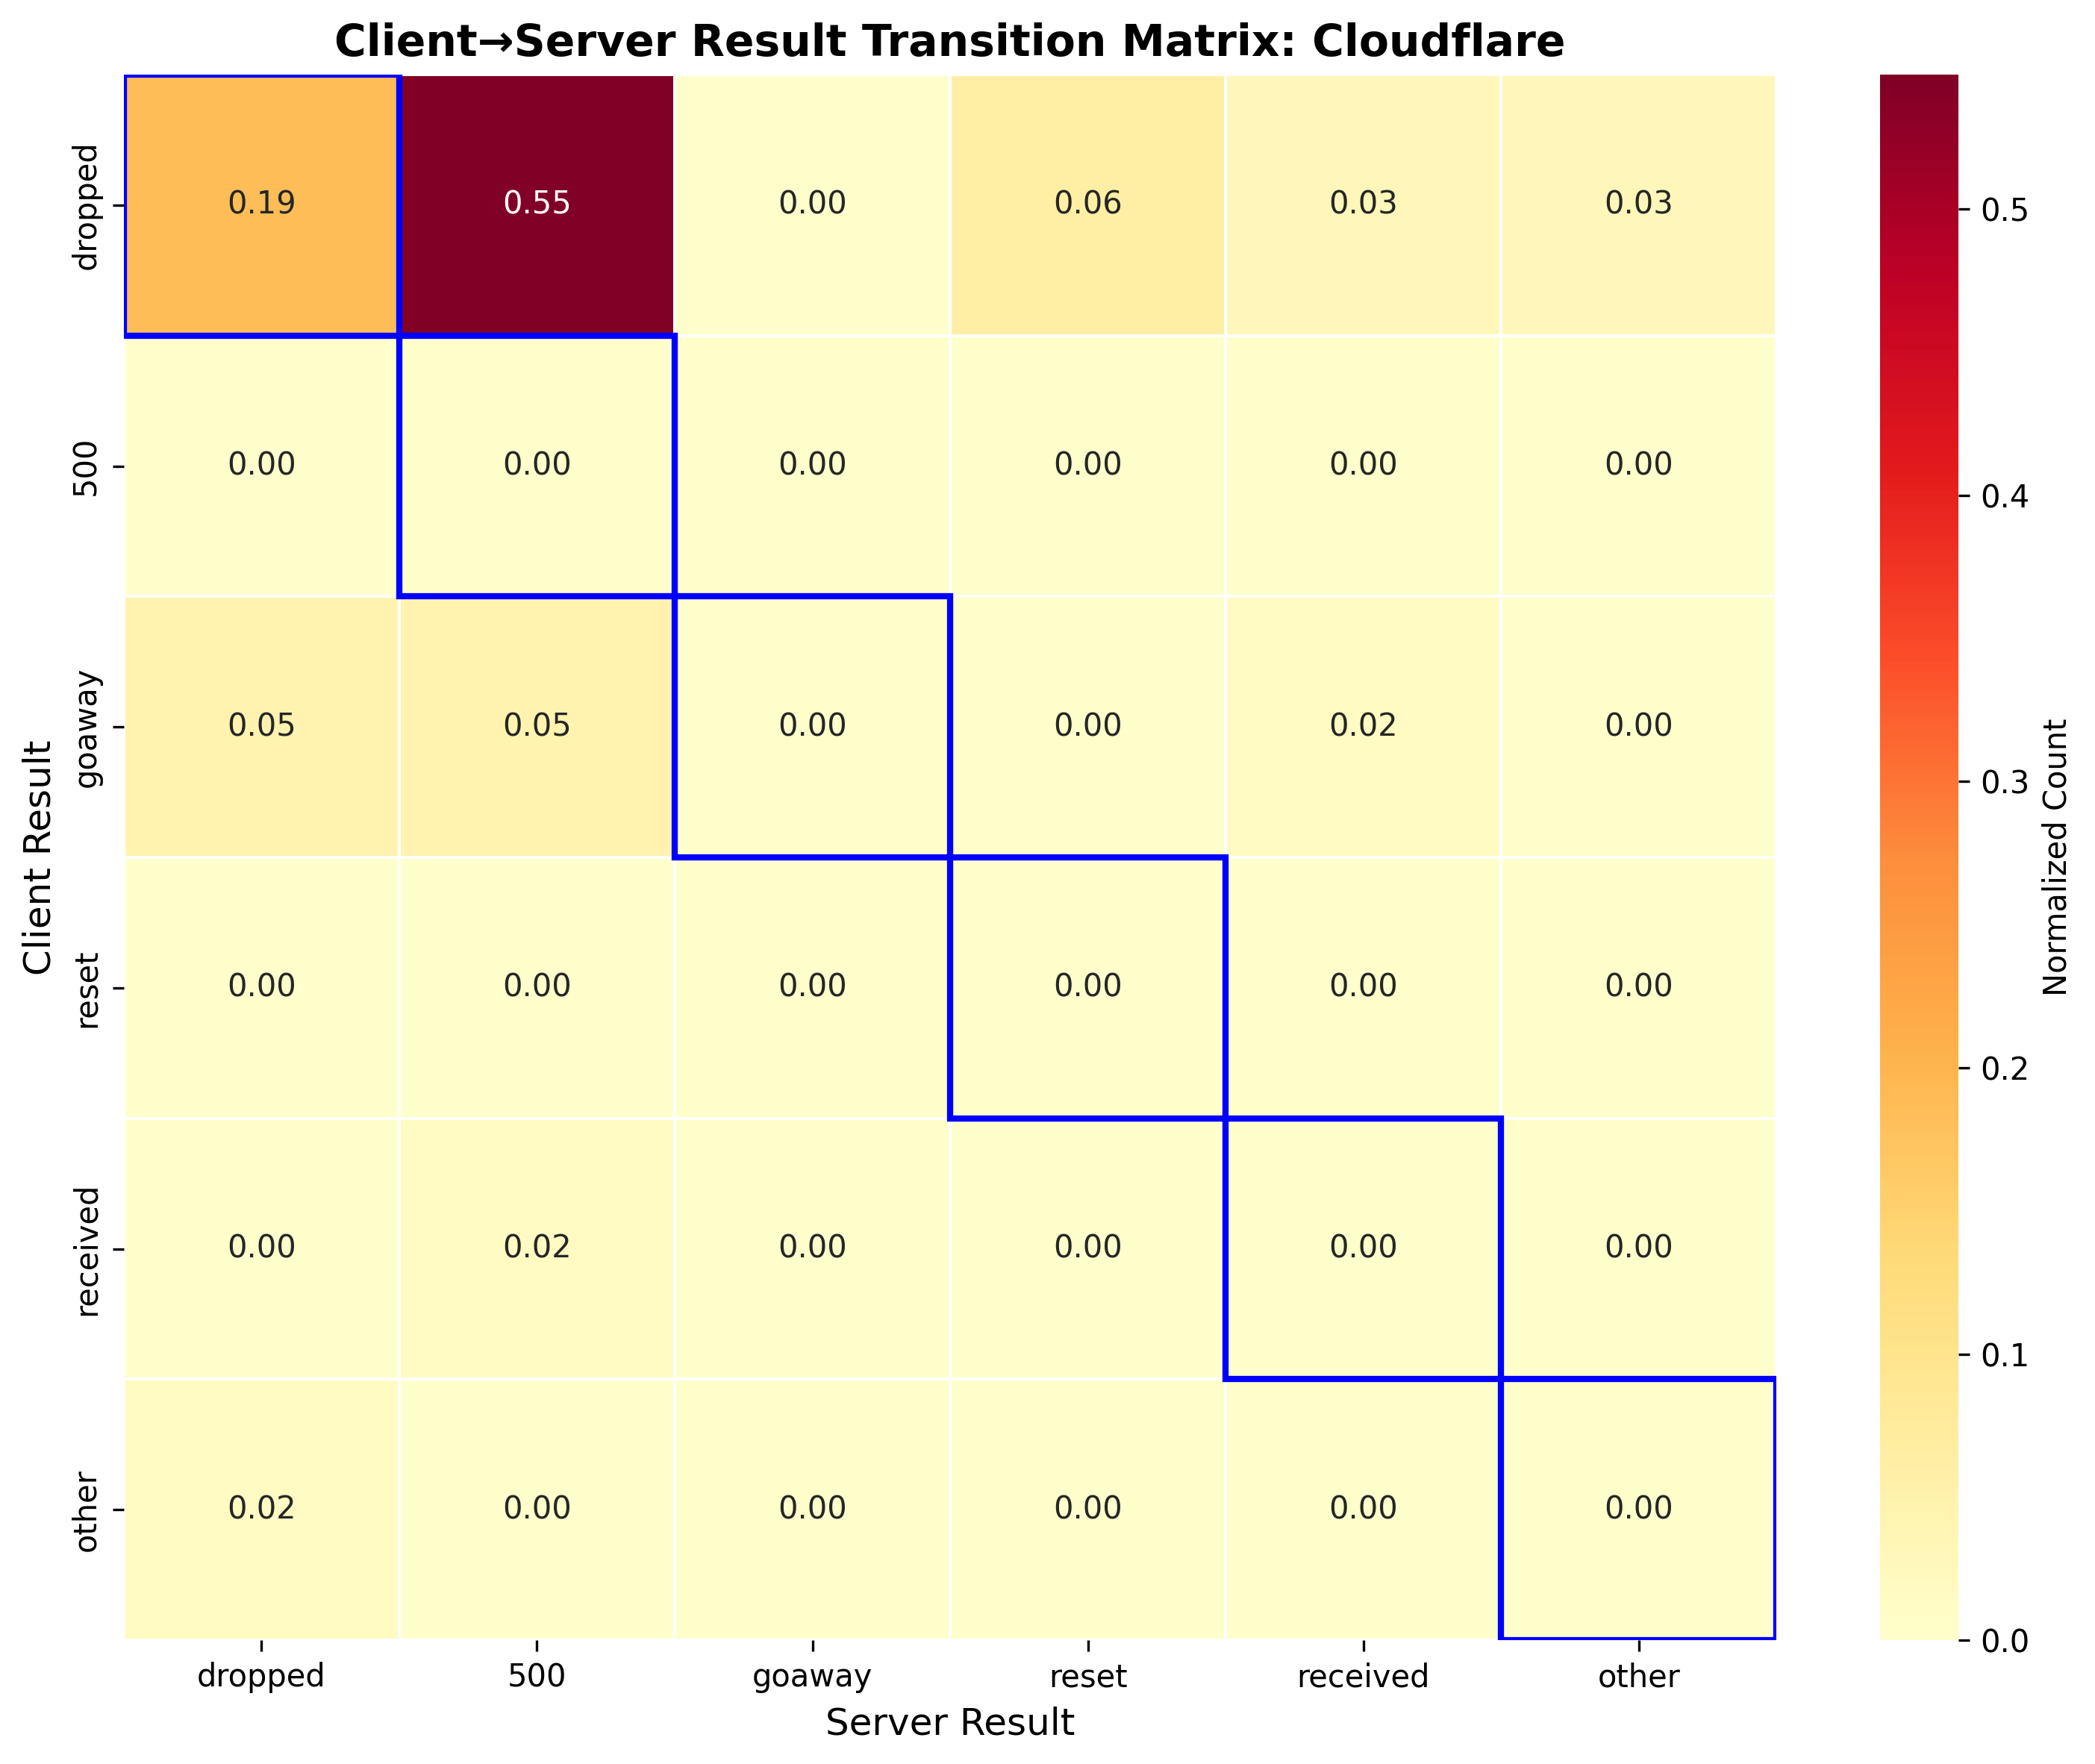 Client→Server Result Transition Matrix: Cloudflare
dropped 0.19 0.55 0.00 0.06 0.03 0.03
500 0.00 0.00 0.00 0.00 0.00 0.00
goaway 0.05 0.05 0.00 0.00 0.02 0.00
reset 0.00 0.00 0.00 0.00 0.00 0.00
received 0.00 0.02 0.00 0.00 0.00 0.00
other 0.02 0.00 0.00 0.00 0.00 0.00
dropped 500 goaway reset received other
Server Result
Client Result
0.5
0.4
0.3
0.2
0.1
0.0
Normalized Count